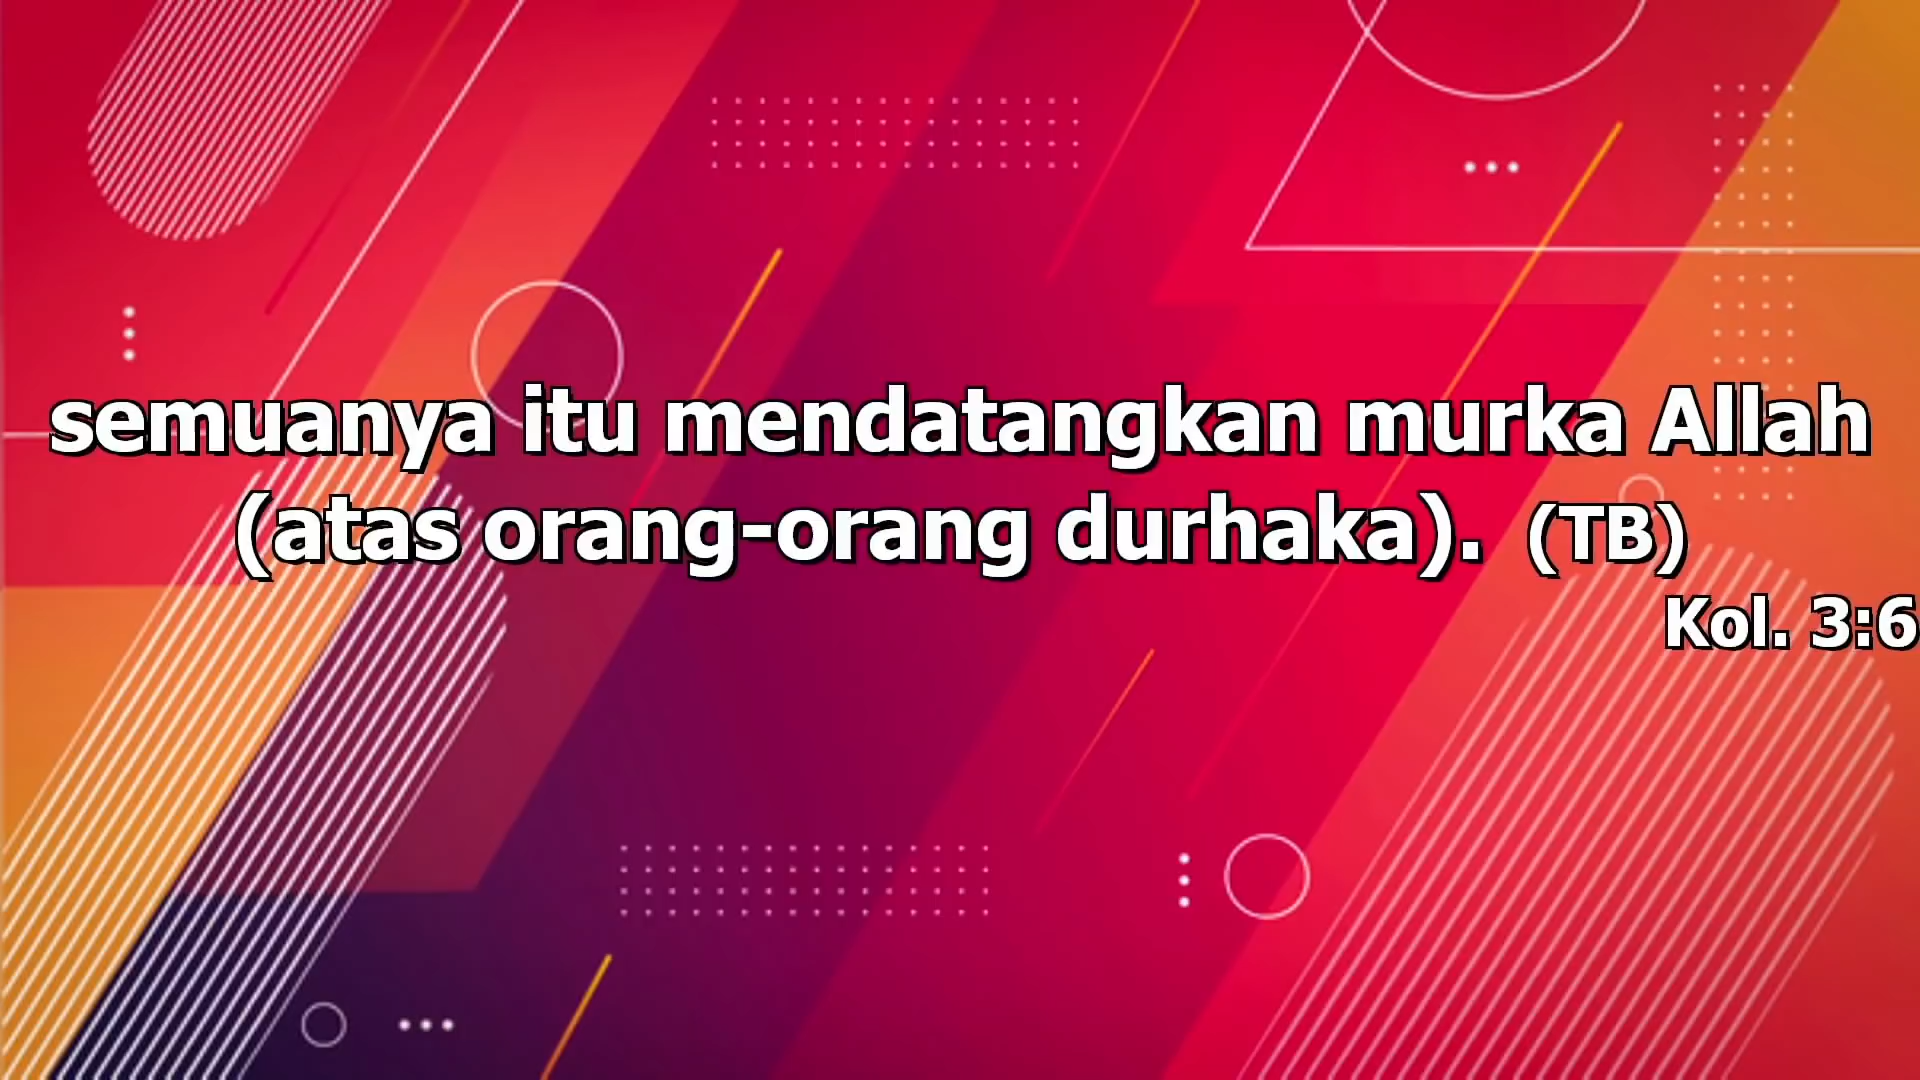 semuanya itu mendatangkan murka Allah
(atas orang-orang durhaka). (TB)
Kol. 3:6